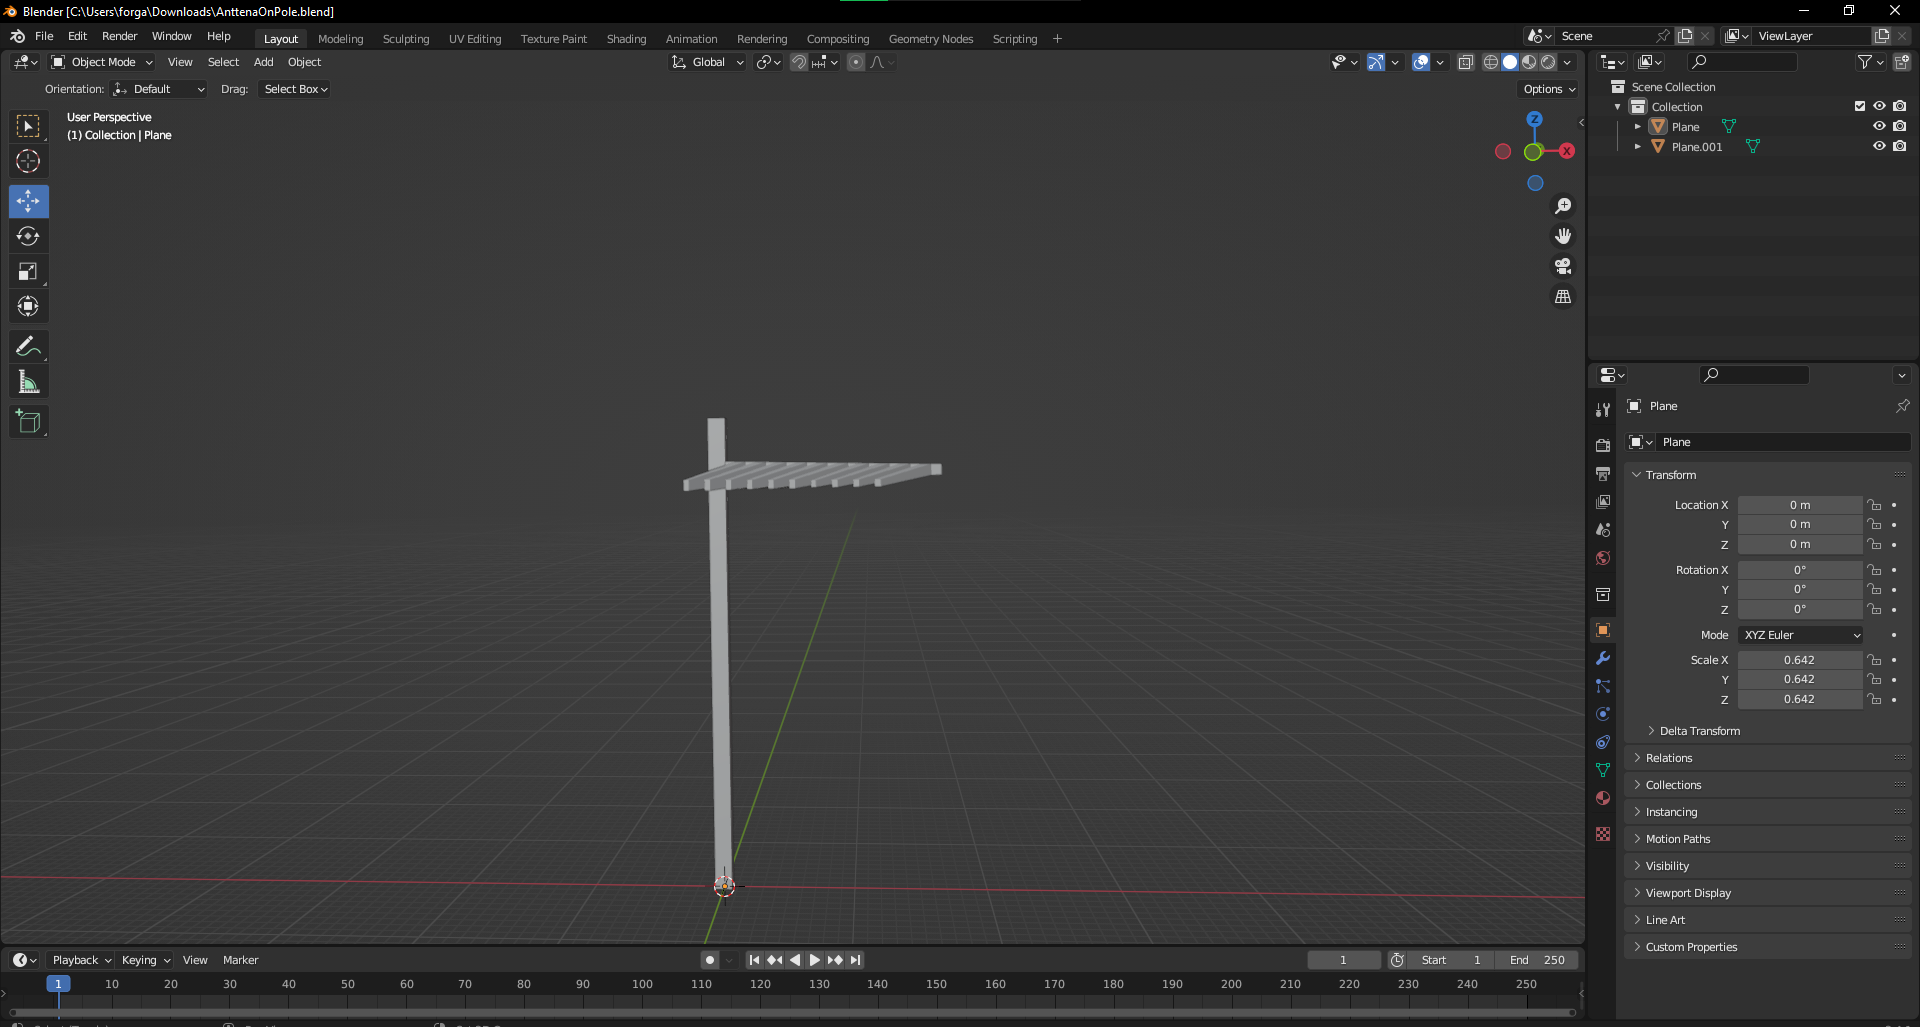 Blender [C:\Users\forga\Downloads\AnttenaOnPole.blend]
File Edit Render Window Help Layout Modeling Sculpting UV Editing Texture Paint Shading Animation Rendering Compositing Geometry Nodes Scripting + Scene ViewLayer
Object Mode View Select Add Object Global
Orientation: Default Drag: Select Box Options
User Perspective
(1) Collection | Plane
Z
X
Scene Collection
Collection
Plane
Plane.001
Plane
Plane
Transform
Location X 0 m
Y 0 m
Z 0 m
Rotation X 0°
Y 0°
Z 0°
Mode XYZ Euler
Scale X 0.642
Y 0.642
Z 0.642
Delta Transform
Relations
Collections
Instancing
Motion Paths
Visibility
Viewport Display
Line Art
Custom Properties
Playback Keying View Marker 1 Start 1 End 250
1 10 20 30 40 50 60 70 80 90 100 110 120 130 140 150 160 170 180 190 200 210 220 230 240 250